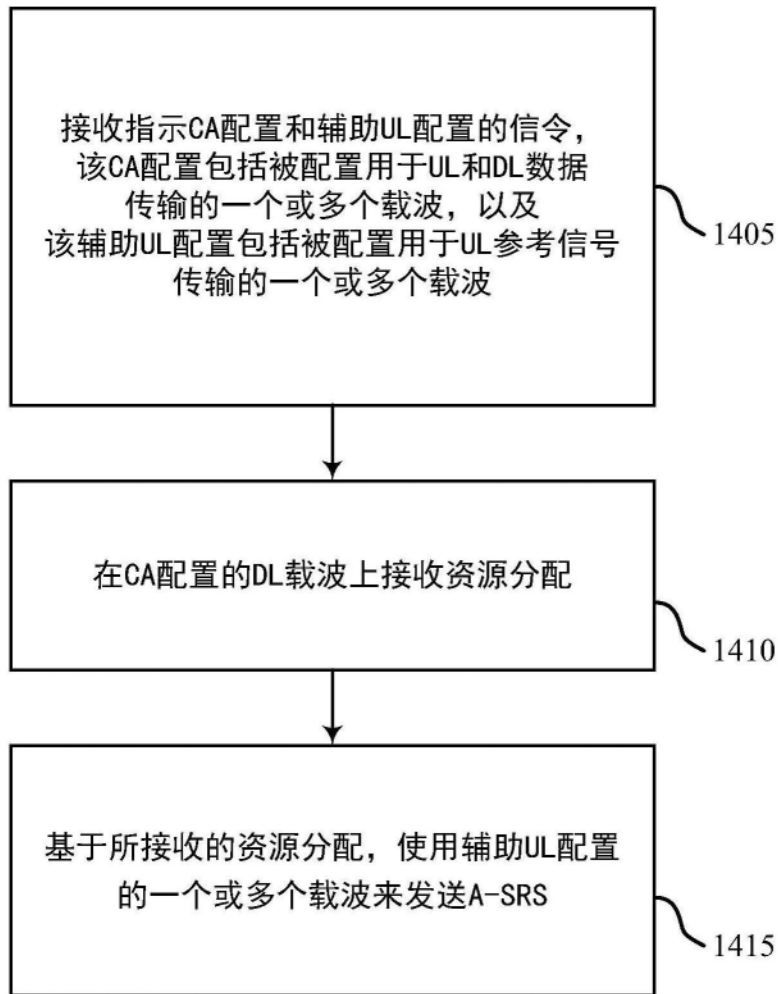 接收指示CA配置和辅助UL配置的信令，
该CA配置包括被配置用于UL和DL数据
传输的一个或多个载波，以及
该辅助UL配置包括被配置用于UL参考信号
传输的一个或多个载波
1405
在CA配置的DL载波上接收资源分配
1410
基于所接收的资源分配，使用辅助UL配置
的一个或多个载波来发送A-SRS
1415